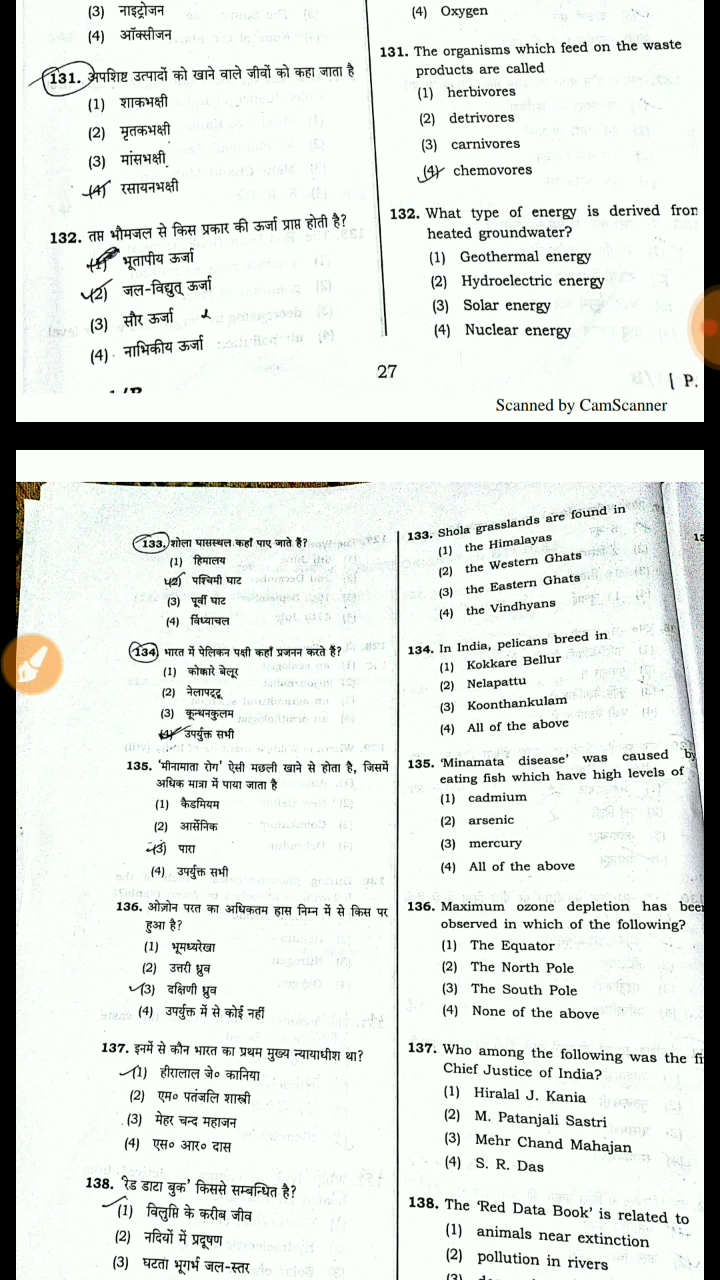 (3) नाइट्रोजन
(4) ऑक्सीजन
131. अपशिष्ट उत्पादों को खाने वाले जीवों को कहा जाता है
(1) शाकभक्षी
(2) मृतकभक्षी
(3) मांसभक्षी
(4) रसायनभक्षी
132. तप्त भौमजल से किस प्रकार की ऊर्जा प्राप्त होती है?
(1) भूतापीय ऊर्जा
(2) जल-विद्युत् ऊर्जा
(3) सौर ऊर्जा
(4) नाभिकीय ऊर्जा
(4) Oxygen
131. The organisms which feed on the waste
products are called
(1) herbivores
(2) detrivores
(3) carnivores
(4) chemovores
132. What type of energy is derived from
heated groundwater?
(1) Geothermal energy
(2) Hydroelectric energy
(3) Solar energy
(4) Nuclear energy
27
[ P.
Scanned by CamScanner
133. शोला घासस्थल कहाँ पाए जाते हैं?
(1) हिमालय
(2) पश्चिमी घाट
(3) पूर्वी घाट
(4) विंध्याचल
134. भारत में पेलिकन पक्षी कहाँ प्रजनन करते हैं?
(1) कोकारे बेलूर
(2) नेलापट्टू
(3) कून्थनकुलम
(4) उपर्युक्त सभी
135. 'मीनामाता रोग' ऐसी मछली खाने से होता है, जिसमें
अधिक मात्रा में पाया जाता है
(1) कैडमियम
(2) आर्सेनिक
(3) पारा
(4) उपर्युक्त सभी
136. ओज़ोन परत का अधिकतम ह्रास निम्न में से किस पर
हुआ है?
(1) भूमध्यरेखा
(2) उत्तरी ध्रुव
(3) दक्षिणी ध्रुव
(4) उपर्युक्त में से कोई नहीं
137. इनमें से कौन भारत का प्रथम मुख्य न्यायाधीश था?
(1) हीरालाल जे० कानिया
(2) एम० पतंजलि शास्त्री
(3) मेहर चन्द महाजन
(4) एस० आर० दास
138. 'रेड डाटा बुक' किससे सम्बन्धित है?
(1) विलुप्ति के करीब जीव
(2) नदियों में प्रदूषण
(3) घटता भूगर्भ जल-स्तर
133. Shola grasslands are found in
(1) the Himalayas
(2) the Western Ghats
(3) the Eastern Ghats
(4) the Vindhyans
134. In India, pelicans breed in
(1) Kokkare Bellur
(2) Nelapattu
(3) Koonthankulam
(4) All of the above
135. 'Minamata disease' was caused by
eating fish which have high levels of
(1) cadmium
(2) arsenic
(3) mercury
(4) All of the above
136. Maximum ozone depletion has been
observed in which of the following?
(1) The Equator
(2) The North Pole
(3) The South Pole
(4) None of the above
137. Who among the following was the fi
Chief Justice of India?
(1) Hiralal J. Kania
(2) M. Patanjali Sastri
(3) Mehr Chand Mahajan
(4) S. R. Das
138. The 'Red Data Book' is related to
(1) animals near extinction
(2) pollution in rivers